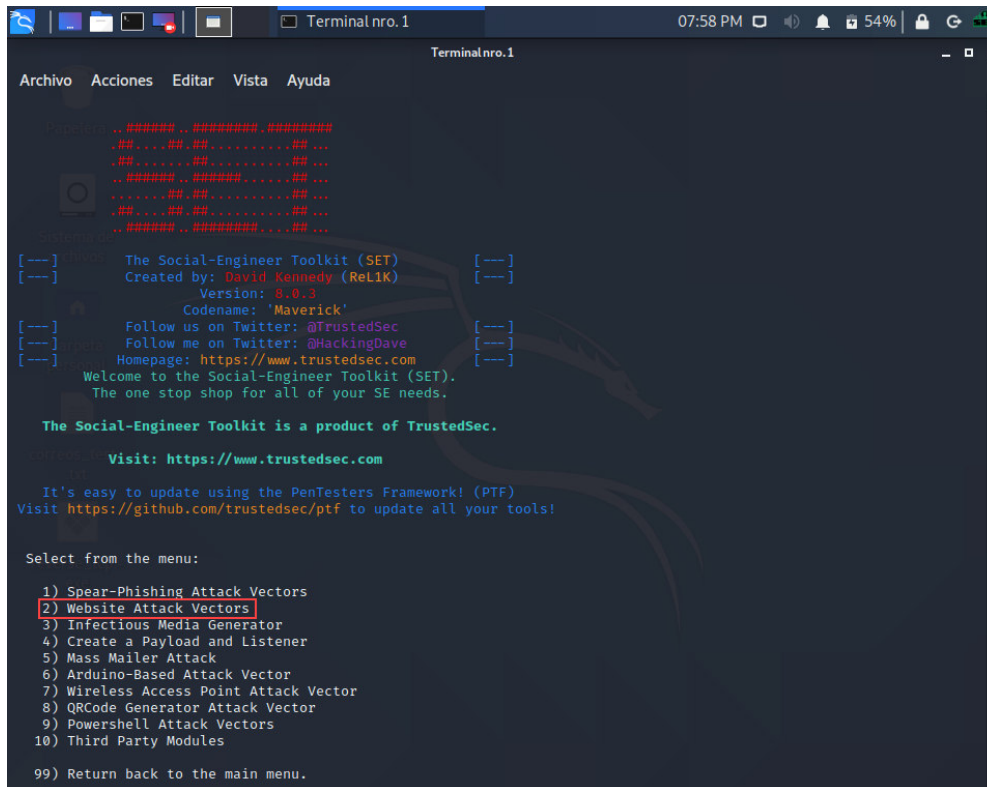 Terminal nro. 1
07:58 PM
54%
Terminal nro. 1
Archivo Acciones Editar Vista Ayuda
..######..########.########
.##....##.##..........##...
.##.......##..........##...
..######..######......##...
.......##.##..........##...
.##....##.##..........##...
..######..########....##...
[---] The Social-Engineer Toolkit (SET) [---]
[---] Created by: David Kennedy (ReL1K) [---]
Version: 8.0.3
Codename: 'Maverick'
[---] Follow us on Twitter: @TrustedSec [---]
[---] Follow me on Twitter: @HackingDave [---]
[---] Homepage: https://www.trustedsec.com [---]
Welcome to the Social-Engineer Toolkit (SET).
The one stop shop for all of your SE needs.
The Social-Engineer Toolkit is a product of TrustedSec.
Visit: https://www.trustedsec.com
It's easy to update using the PenTesters Framework! (PTF)
Visit https://github.com/trustedsec/ptf to update all your tools!
Select from the menu:
1) Spear-Phishing Attack Vectors
2) Website Attack Vectors
3) Infectious Media Generator
4) Create a Payload and Listener
5) Mass Mailer Attack
6) Arduino-Based Attack Vector
7) Wireless Access Point Attack Vector
8) QRCode Generator Attack Vector
9) Powershell Attack Vectors
10) Third Party Modules
99) Return back to the main menu.